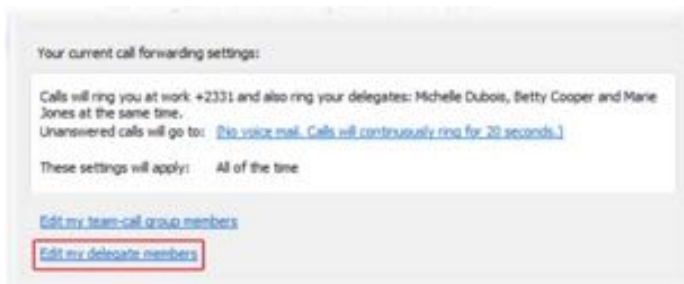 Your current call forwarding settings:
Calls will ring you at work +2331 and also ring your delegates: Michelle Dubois, Betty Cooper and Marie
Jones at the same time.
Unanswered calls will go to: [No voice mail. Calls will continuously ring for 20 seconds.]
These settings will apply: All of the time
Edit my team-call group members
Edit my delegate members